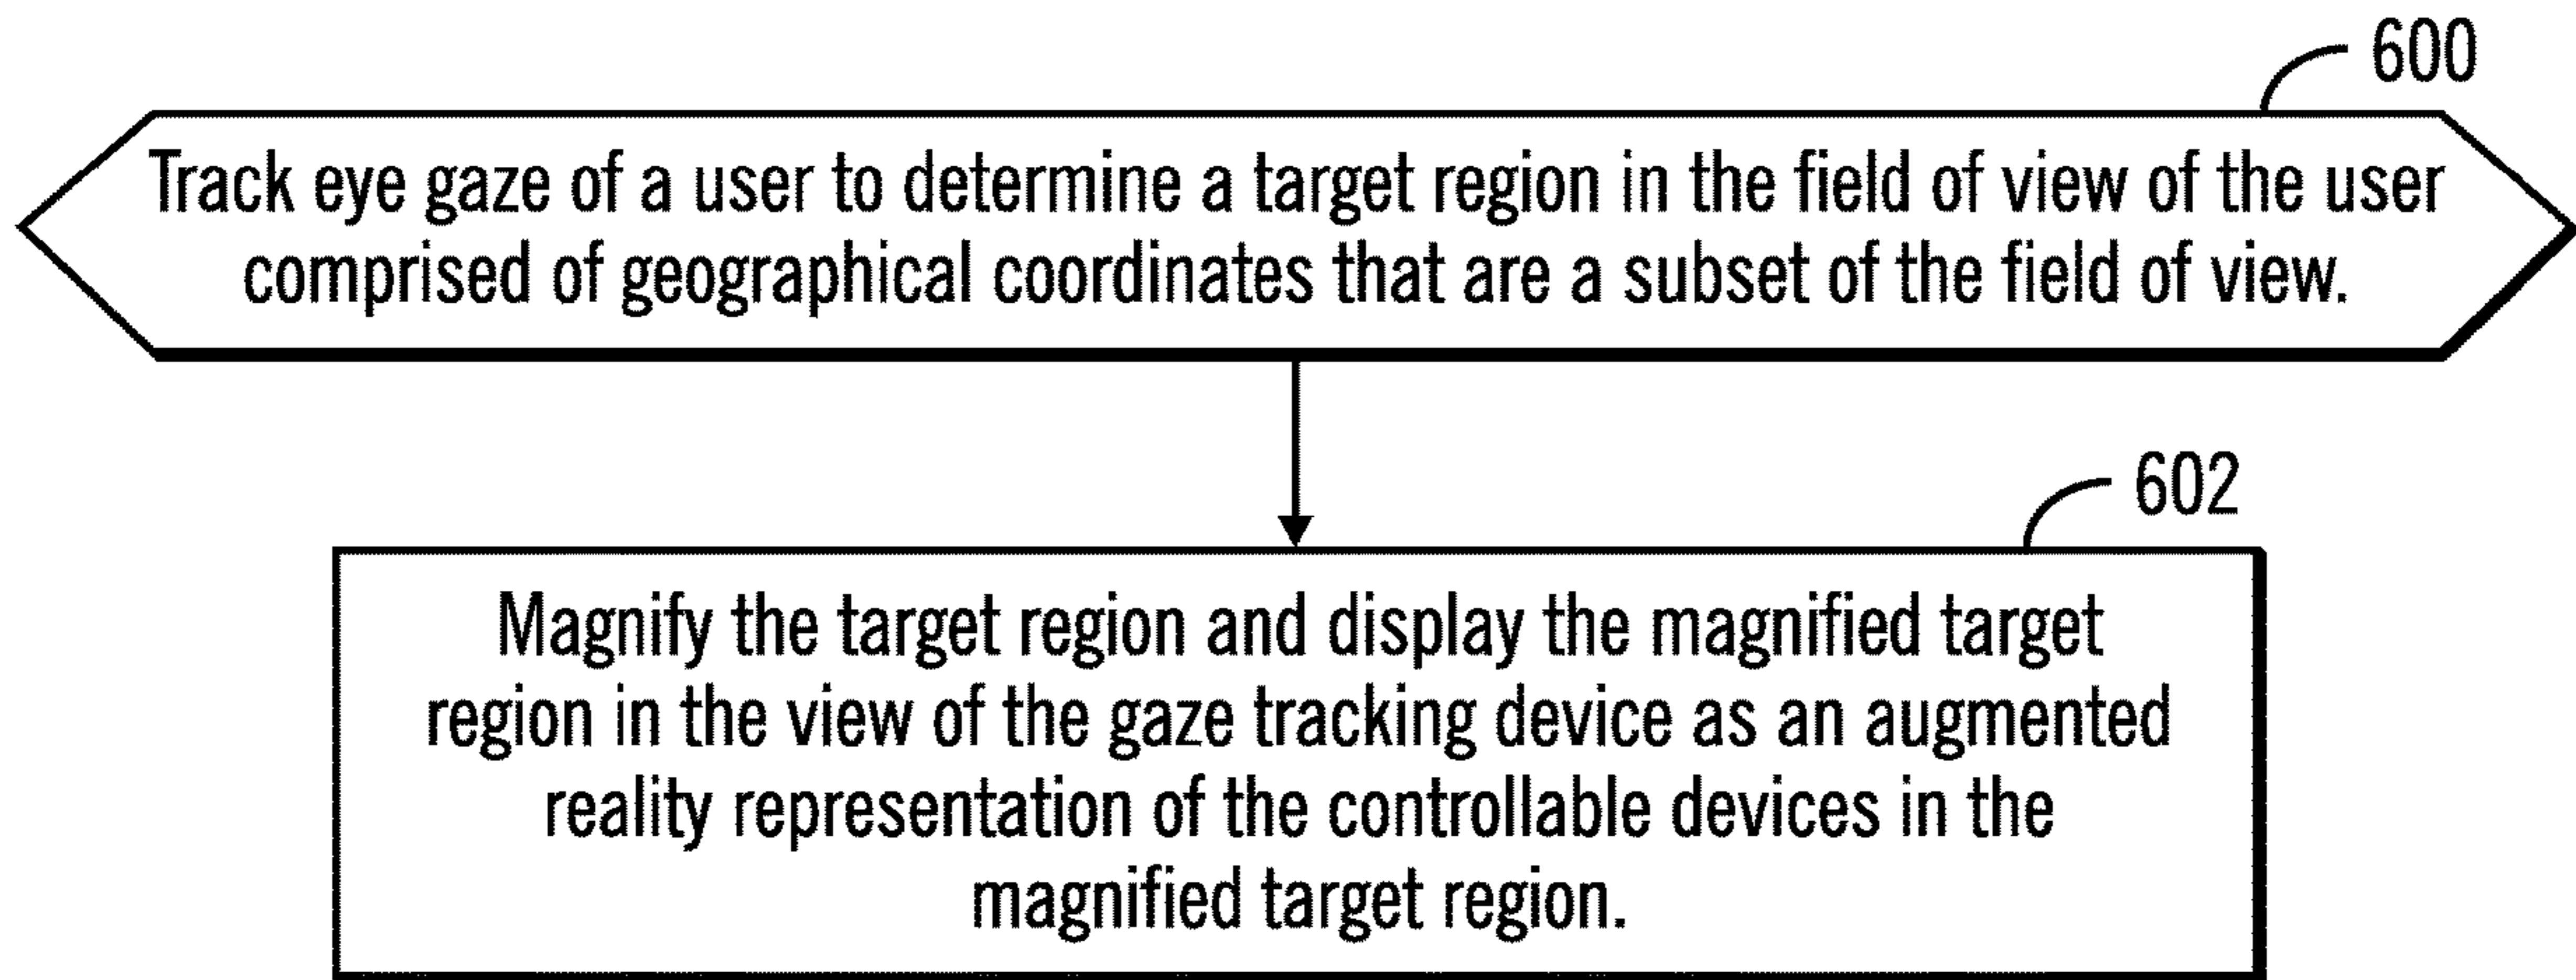 600
Track eye gaze of a user to determine a target region in the field of view of the user
comprised of geographical coordinates that are a subset of the field of view.
602
Magnify the target region and display the magnified target
region in the view of the gaze tracking device as an augmented
reality representation of the controllable devices in the
magnified target region.